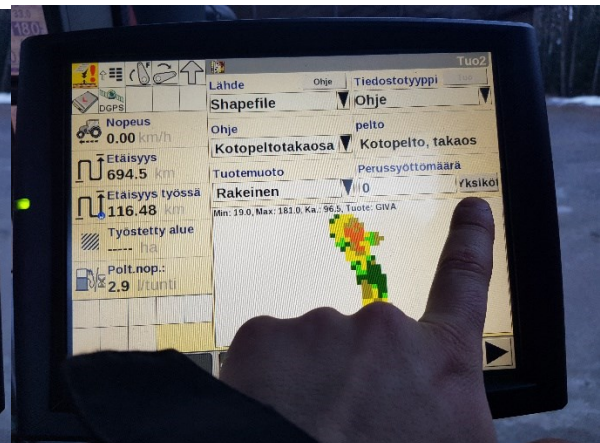 Tuo2
DGPS
Nopeus
0.00 km/h
Etäisyys
694.5 km
Etäisyys työssä
116.48 km
Työstetty alue
----- ha
Polt.nop.:
2.9 l/tunti
Lähde
Ohje
Shapefile
Tiedostotyyppi
Ohje
Ohje
Kotopeltotakaosa
pelto
Kotopelto, takaos
Tuotemuoto
Rakeinen
Perussyöttömäärä
0
Yksiköt
Min: 19.0, Max: 181.0, Ka.: 96.5, Tuote: GIVA